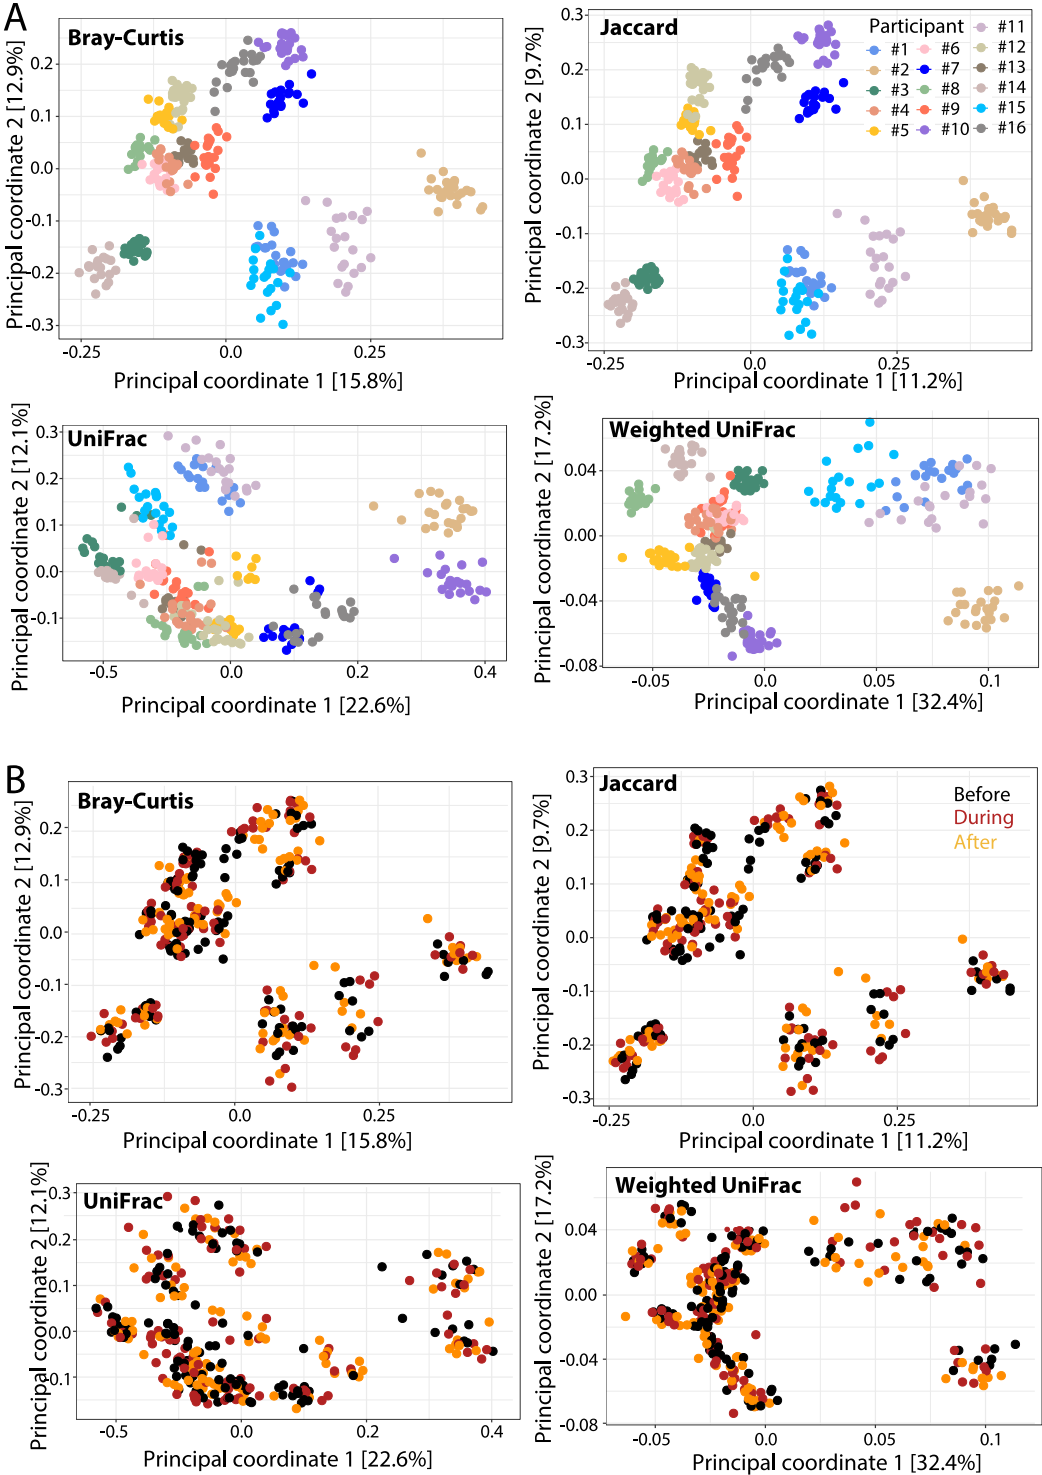 A
Bray-Curtis
Principal coordinate 2 [12.9%]
0.2
0.1
0.0
-0.1
-0.2
-0.3
-0.25
0.0
0.25
Principal coordinate 1 [15.8%]
Jaccard
Principal coordinate 2 [9.7%]
0.3
0.2
0.1
0.0
-0.1
-0.2
-0.3
-0.25
0.0
0.25
Principal coordinate 1 [11.2%]
Participant
#1
#2
#3
#4
#5
#6
#7
#8
#9
#10
#11
#12
#13
#14
#15
#16
UniFrac
Principal coordinate 2 [12.1%]
0.3
0.2
0.1
0.0
-0.1
-0.5
0.0
0.2
0.4
Principal coordinate 1 [22.6%]
Weighted UniFrac
Principal coordinate 2 [17.2%]
0.04
0.00
-0.04
-0.08
-0.05
0.0
0.05
0.1
Principal coordinate 1 [32.4%]
B
Bray-Curtis
Principal coordinate 2 [12.9%]
0.2
0.1
0.0
-0.1
-0.2
-0.3
-0.25
0.0
0.25
Principal coordinate 1 [15.8%]
Jaccard
Principal coordinate 2 [9.7%]
0.3
0.2
0.1
0.0
-0.1
-0.2
-0.3
-0.25
0.0
0.25
Principal coordinate 1 [11.2%]
Before
During
After
UniFrac
Principal coordinate 2 [12.1%]
0.3
0.2
0.1
0.0
-0.1
-0.5
0.0
0.2
0.4
Principal coordinate 1 [22.6%]
Weighted UniFrac
Principal coordinate 2 [17.2%]
0.04
0.00
-0.04
-0.08
-0.05
0.0
0.05
0.1
Principal coordinate 1 [32.4%]